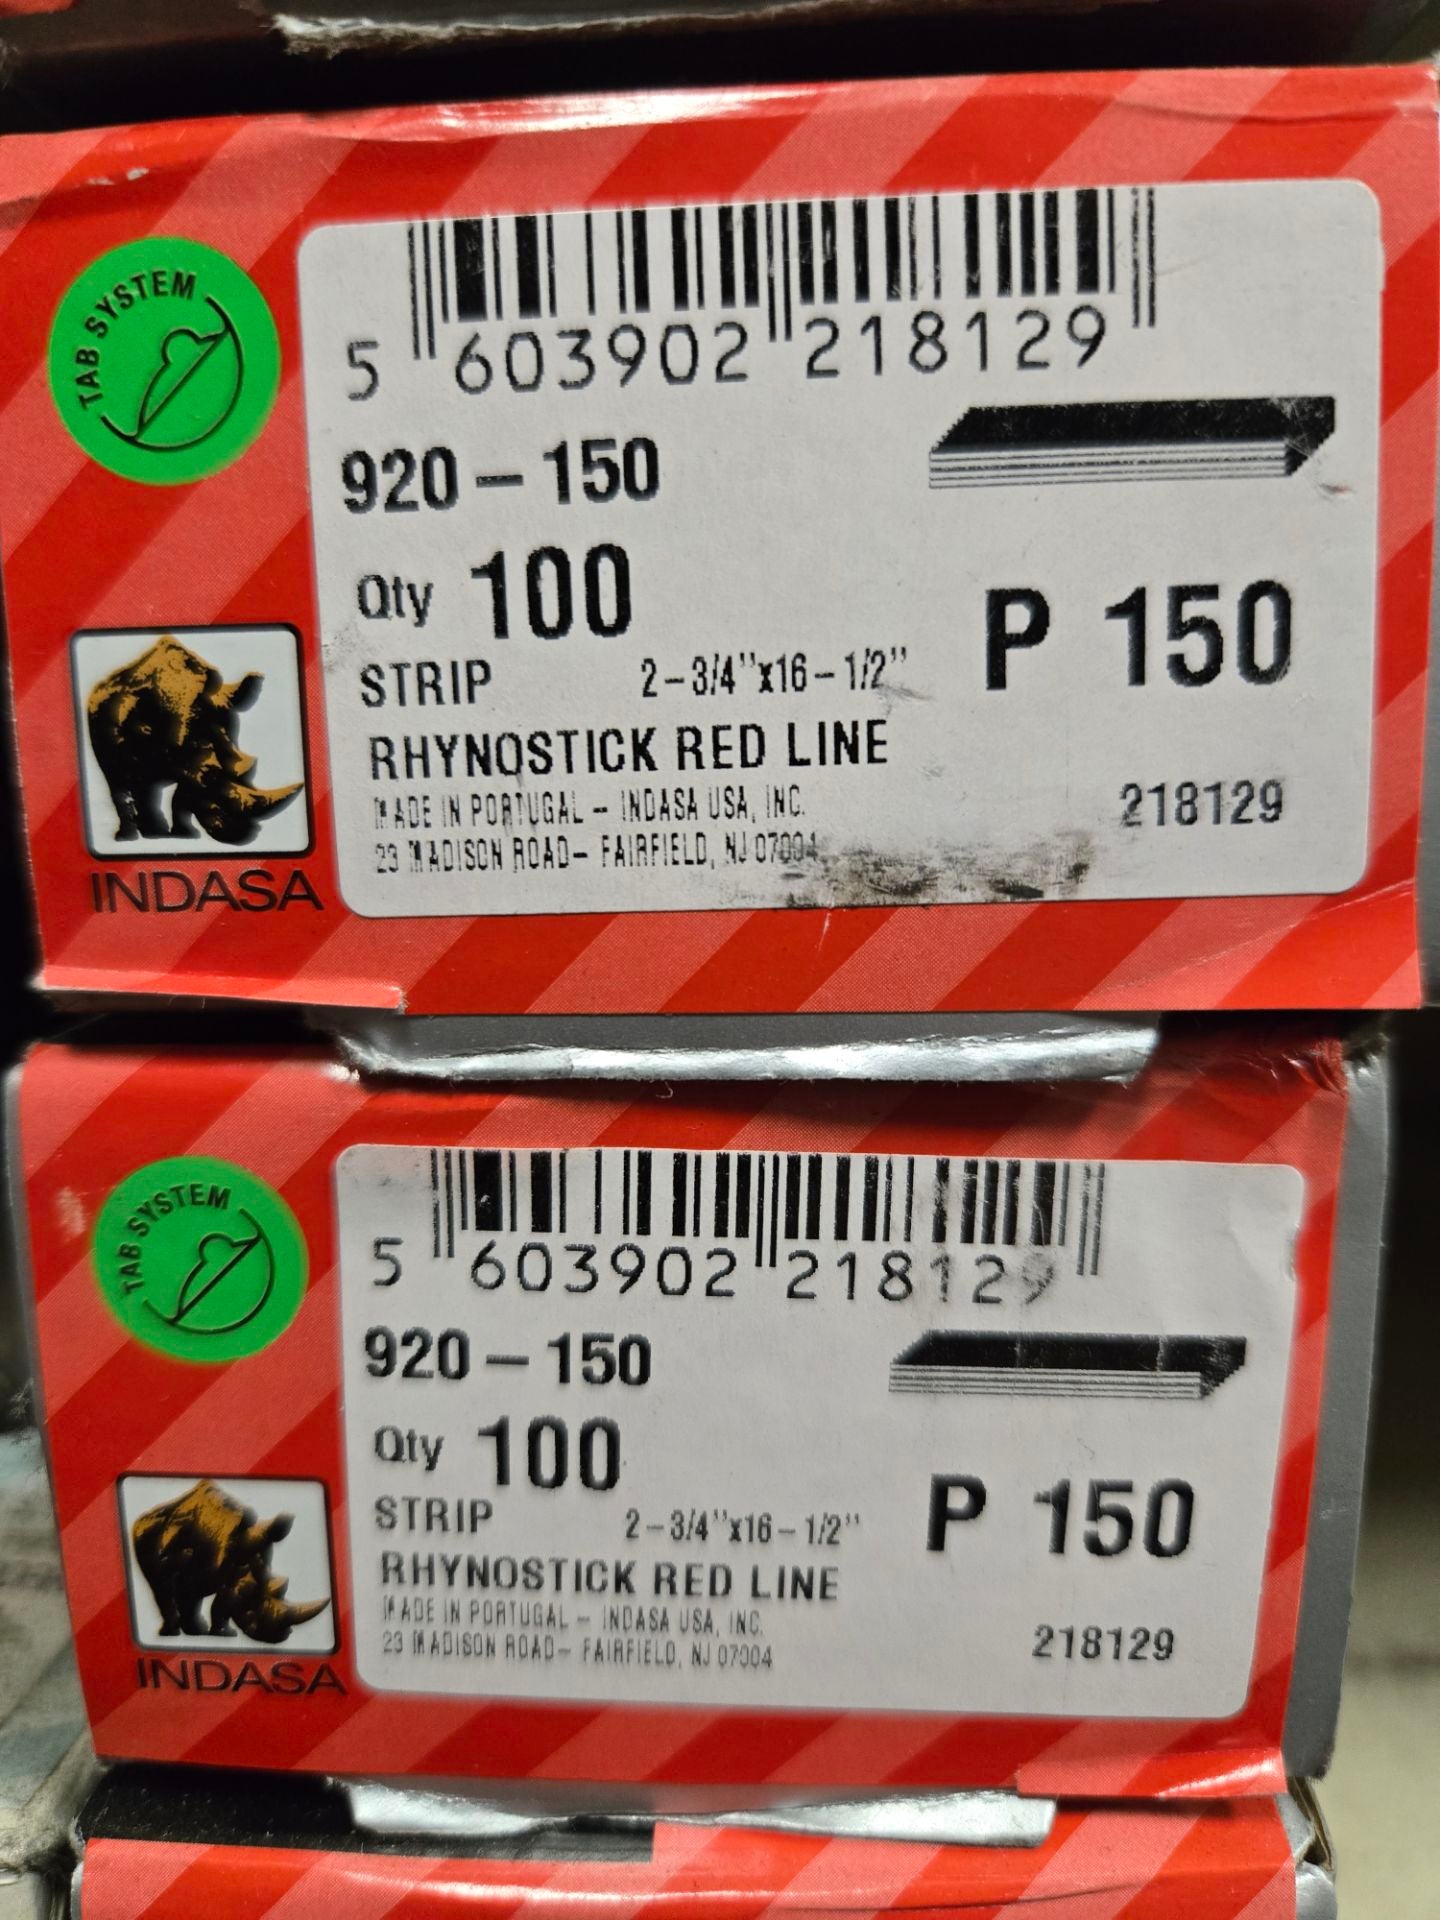 TAB SYSTEM
5 603902 218129
920-150
Qty 100
P 150
STRIP 2-3/4"x16-1/2"
RHYNOSTICK RED LINE
MADE IN PORTUGAL - INDASA USA, INC.
218129
23 MADISON ROAD- FAIRFIELD, NJ 07004
INDASA
TAB SYSTEM
5 603902 218129
920-150
Qty 100
P 150
STRIP 2-3/4"x16-1/2"
RHYNOSTICK RED LINE
MADE IN PORTUGAL - INDASA USA, INC.
218129
23 MADISON ROAD- FAIRFIELD, NJ 07004
INDASA